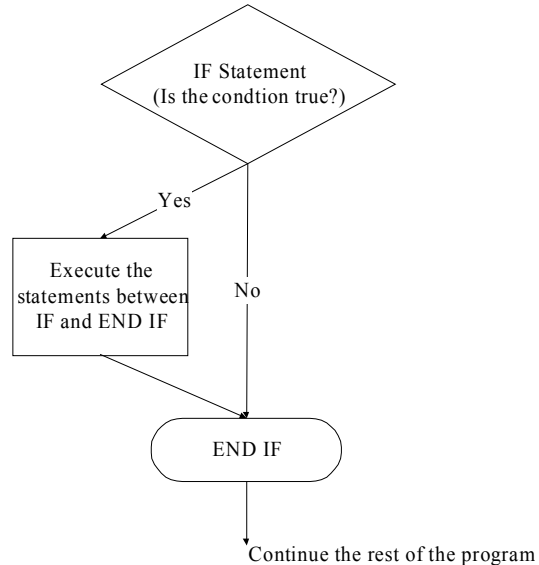 IF Statement
(Is the condtion true?)
Yes
Execute the
statements between
IF and END IF
No
END IF
Continue the rest of the program